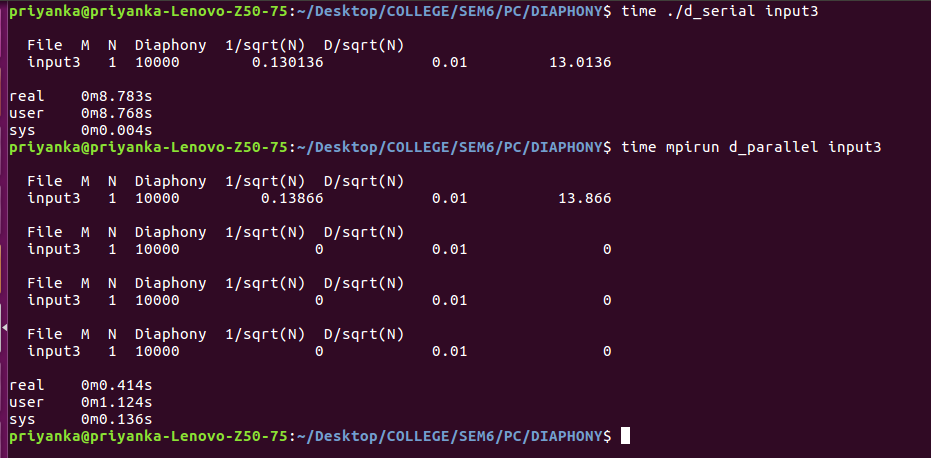 priyanka@priyanka-Lenovo-Z50-75:~/Desktop/COLLEGE/SEM6/PC/DIAPHONY$ time ./d_serial input3
File M N Diaphony 1/sqrt(N) D/sqrt(N)
input3 1 10000 0.130136 0.01 13.0136
real 0m8.783s
user 0m8.768s
sys 0m0.004s
priyanka@priyanka-Lenovo-Z50-75:~/Desktop/COLLEGE/SEM6/PC/DIAPHONY$ time mpirun d_parallel input3
File M N Diaphony 1/sqrt(N) D/sqrt(N)
input3 1 10000 0.13866 0.01 13.866
File M N Diaphony 1/sqrt(N) D/sqrt(N)
input3 1 10000 0 0.01 0
File M N Diaphony 1/sqrt(N) D/sqrt(N)
input3 1 10000 0 0.01 0
File M N Diaphony 1/sqrt(N) D/sqrt(N)
input3 1 10000 0 0.01 0
real 0m0.414s
user 0m1.124s
sys 0m0.136s
priyanka@priyanka-Lenovo-Z50-75:~/Desktop/COLLEGE/SEM6/PC/DIAPHONY$